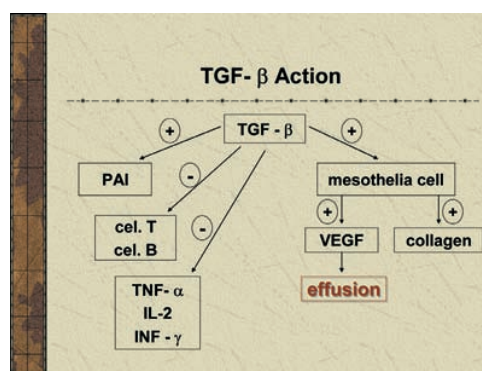 TGF- β Action
TGF - β
+
+
-
-
PAI
mesothelia cell
cel. T
cel. B
+
+
VEGF
collagen
TNF- α
IL-2
INF - γ
effusion